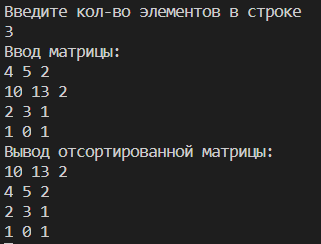 Введите кол-во элементов в строке
3
Ввод матрицы:
4 5 2
10 13 2
2 3 1
1 0 1
Вывод отсортированной матрицы:
10 13 2
4 5 2
2 3 1
1 0 1